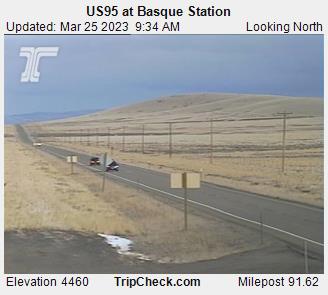 US95 at Basque Station
Updated: Mar 25 2023 9:34 AM Looking North
Elevation 4460 TripCheck.com Milepost 91.62